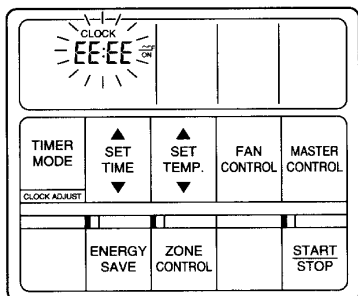 CLOCK
EE:EE
ON
TIMER
MODE
CLOCK ADJUST
SET
TIME
SET
TEMP.
FAN
CONTROL
MASTER
CONTROL
ENERGY
SAVE
ZONE
CONTROL
START
STOP